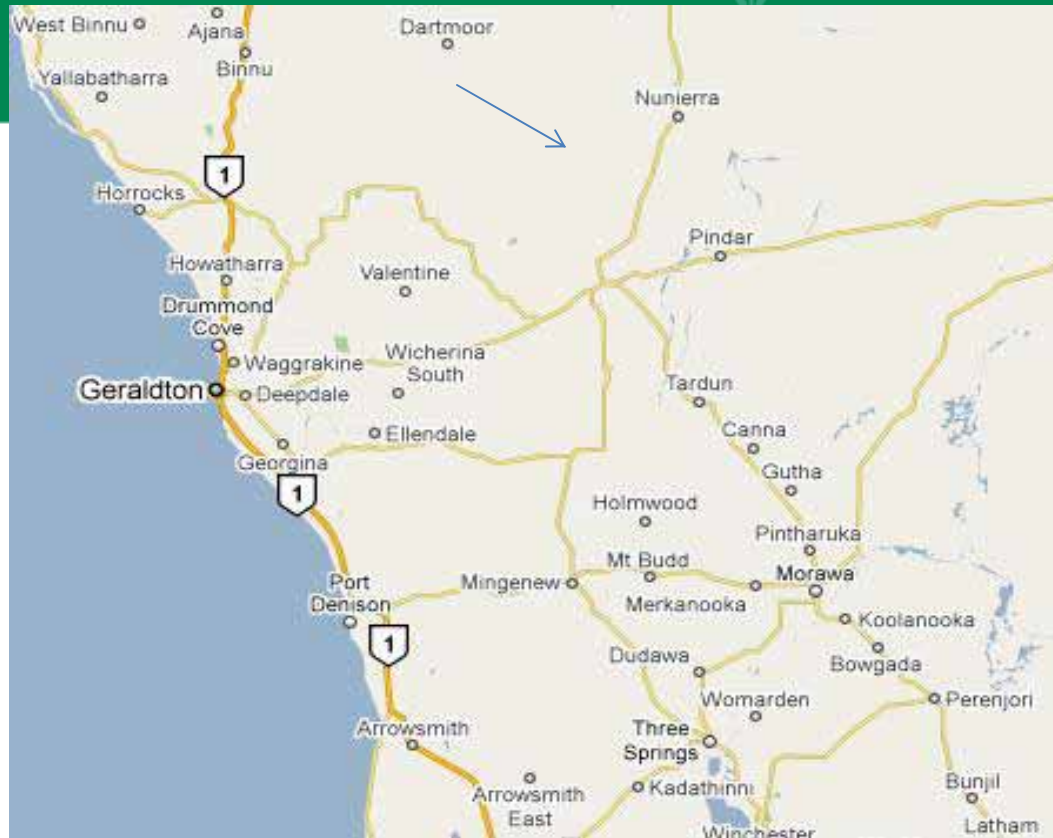 West Binnu
Ajana
Dartmoor
Binnu
Yallabatharra
Nunierra
1
Horrocks
Pindar
Howatharra
Valentine
Drummond
Cove
Waggrakine
Wicherina
South
Geraldton
Deepdale
Tardun
Ellendale
Canna
Georgina
Gutha
1
Holmwood
Pintharuka
Port
Denison
Mingenew
Mt Budd
Morawa
Merkanooka
Koolanooka
1
Dudawa
Bowgada
Womarden
Perenjori
Arrowsmith
Three
Springs
Arrowsmith
East
Kadathinni
Bunjil
Latham
Winchester